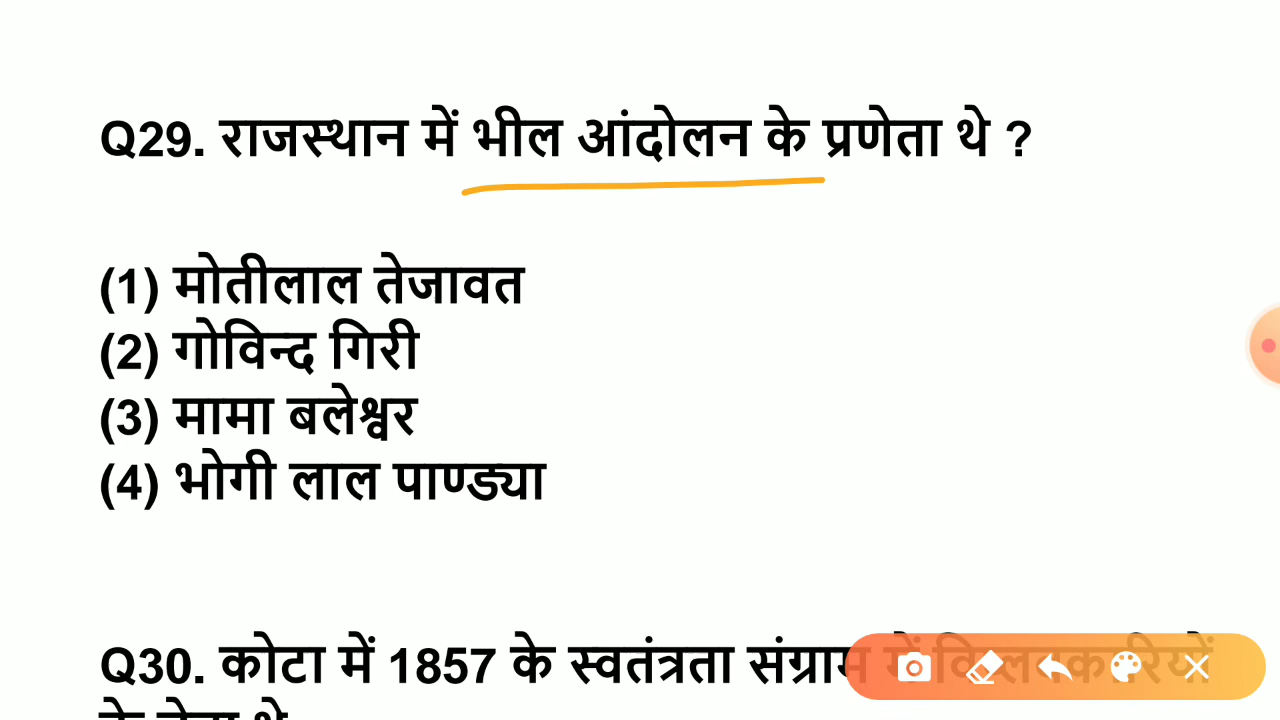 Q29. राजस्थान में भील आंदोलन के प्रणेता थे ?
(1) मोतीलाल तेजावत
(2) गोविन्द गिरी
(3) मामा बलेश्वर
(4) भोगी लाल पाण्ड्या
Q30. कोटा में 1857 के स्वतंत्रता संग्राम में